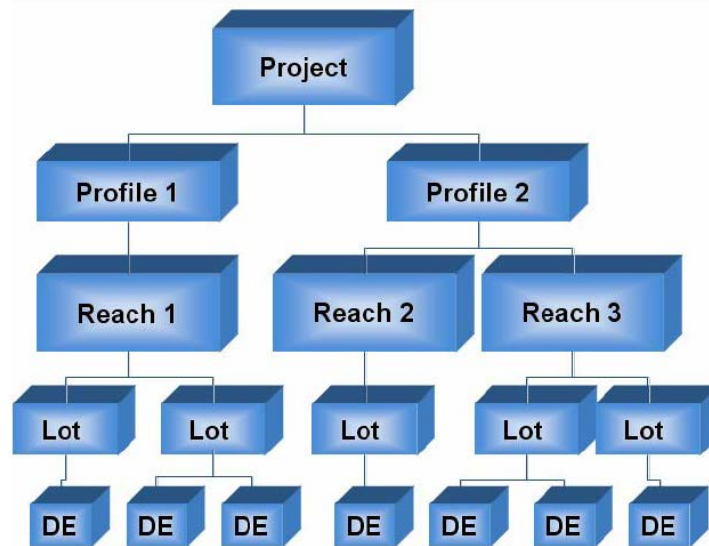 Project
Profile 1 Profile 2
Reach 1 Reach 2 Reach 3
Lot Lot Lot Lot Lot
DE DE DE DE DE DE DE